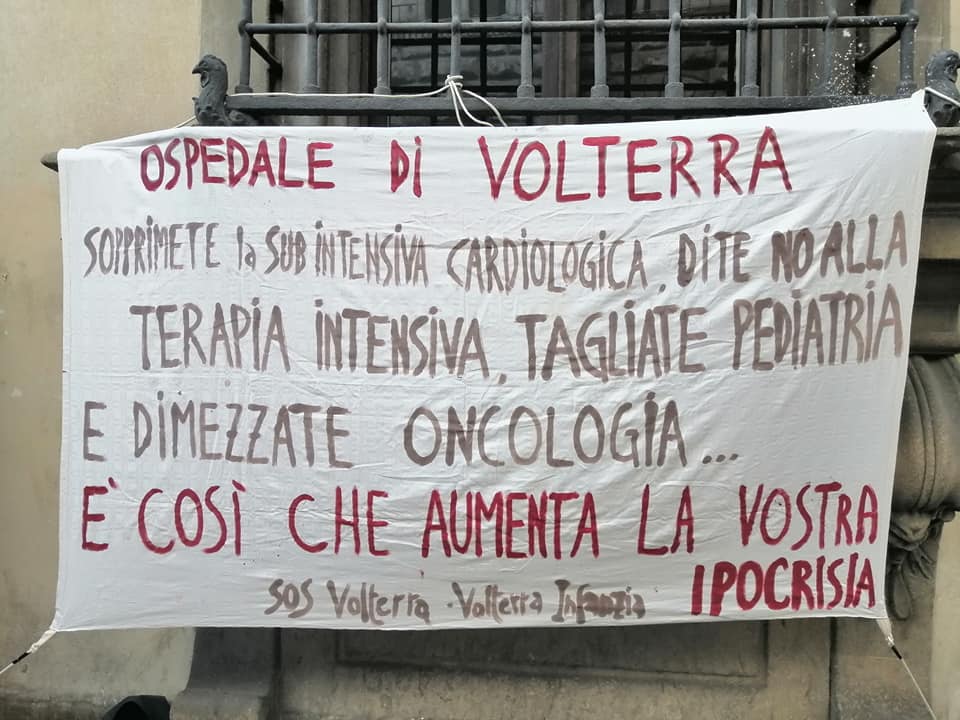 OSPEDALE Di VOLTERRA
SOPPRIMETE la SUB INTENSIVA CARDIOLOGICA, DITE NO ALLA
TERAPIA INTENSIVA, TAGLIATE PEDIATRIA
E DIMEZZATE ONCOLOGIA...
E' COSÌ CHE AUMENTA LA VOSTRA
IPOCRISIA
SOS Volterra - Volterra Infanzia